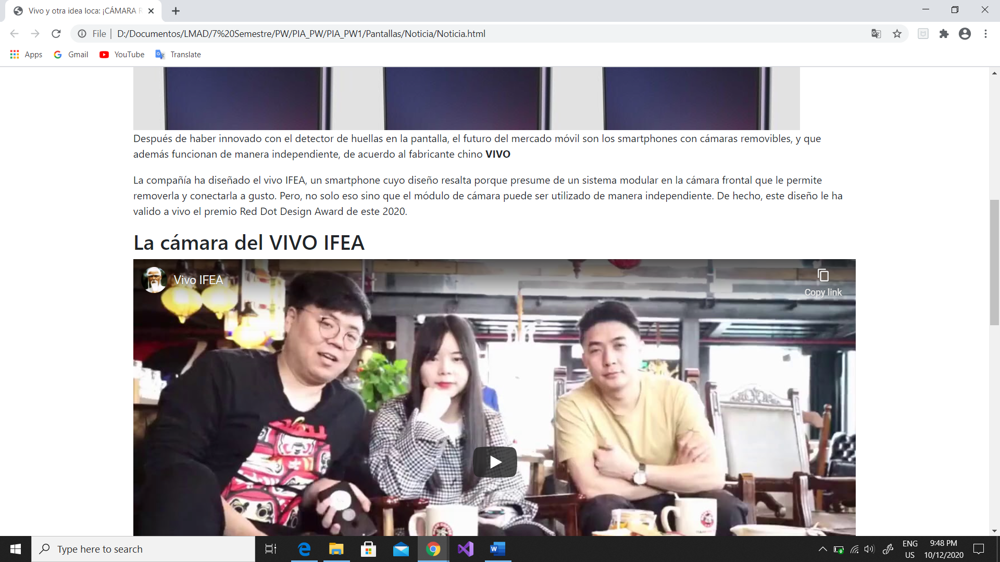 Vivo y otra idea loca: ¡CÁMARA R
File
D:/Documentos/LMAD/7%20Semestre/PW/PIA_PW/PIA_PW1/Pantallas/Noticia/Noticia.html
Apps
Gmail
YouTube
Translate
Después de haber innovado con el detector de huellas en la pantalla, el futuro del mercado móvil son los smartphones con cámaras removibles, y que
además funcionan de manera independiente, de acuerdo al fabricante chino VIVO
La compañía ha diseñado el vivo IFEA, un smartphone cuyo diseño resalta porque presume de un sistema modular en la cámara frontal que le permite
removerla y conectarla a gusto. Pero, no solo eso sino que el módulo de cámara puede ser utilizado de manera independiente. De hecho, este diseño le ha
valido a vivo el premio Red Dot Design Award de este 2020.
La cámara del VIVO IFEA
Vivo IFEA
Copy link
Type here to search
ENG
US
9:48 PM
10/12/2020